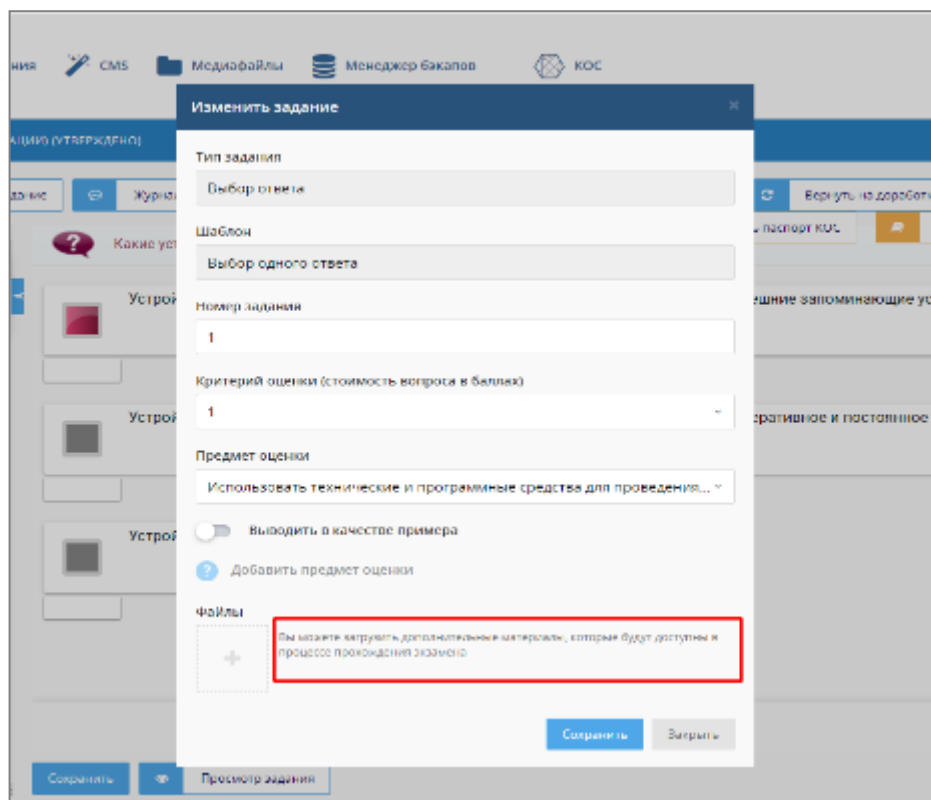 ния CMS Медиафайлы Менеджер бэкапов КОС
Изменить задание ×
АЦИИ) (УТВЕРЖДЕНО)
Тип задания
Выбор ответа
дание Журна Вернуть на доработк
Шаблон
ь паспорт КОС
Какие уст
Выбор одного ответа
Устрой ешние запоминающие ус
Номер задания
1
Критерий оценки (стоимость вопроса в баллах)
1
Устрой еративное и постоянное
Предмет оценки
Использовать технические и программные средства для проведения...
Устрой
Выводить в качестве примера
? Добавить предмет оценки
Файлы
Вы можете загрузить дополнительные материалы, которые будут доступны в
процессе прохождения экзамена
Сохранить Закрыть
Сохранить Просмотр задания